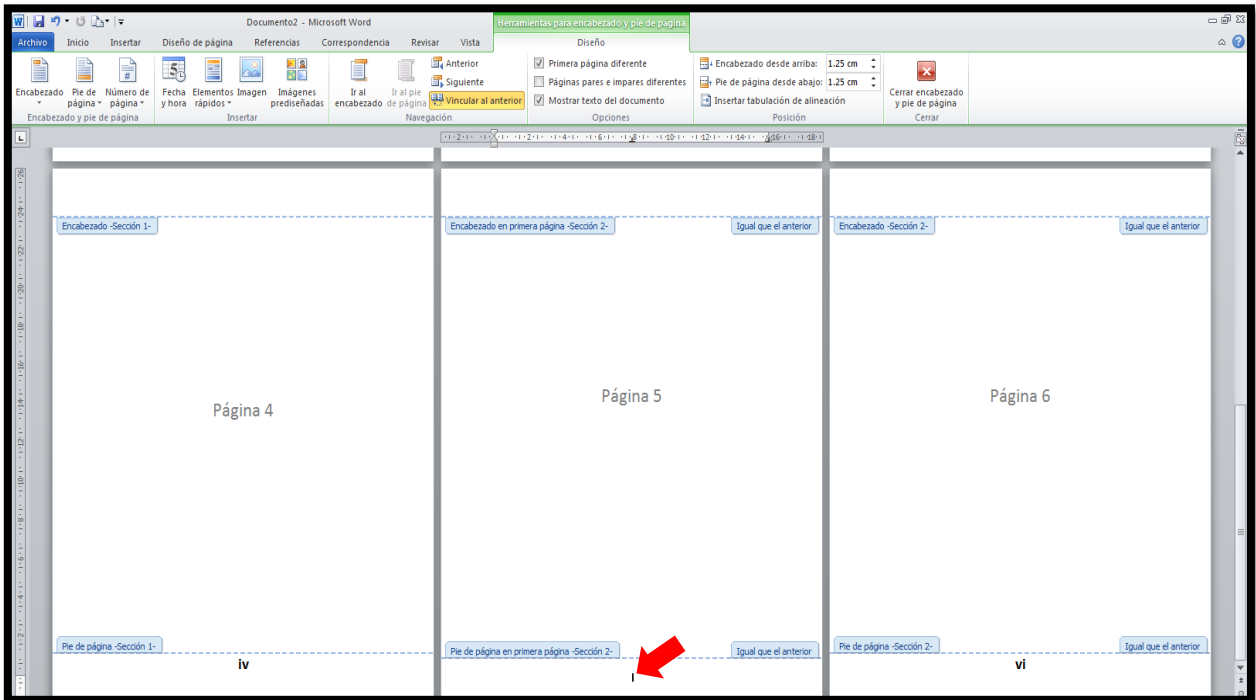 Documento2 - Microsoft Word
Herramientas para encabezado y pie de página
Archivo Inicio Insertar Diseño de página Referencias Correspondencia Revisar Vista Diseño
Encabezado
Pie de página
Número de página
Encabezado y pie de página
Fecha y hora
Elementos rápidos
Imagen
Imágenes prediseñadas
Insertar
Ir al encabezado
Ir al pie de página
Anterior
Siguiente
Vincular al anterior
Navegación
Primera página diferente
Páginas pares e impares diferentes
Mostrar texto del documento
Opciones
Encabezado desde arriba: 1.25 cm
Pie de página desde abajo: 1.25 cm
Insertar tabulación de alineación
Posición
Cerrar encabezado y pie de página
Cerrar
Encabezado -Sección 1-
Encabezado en primera página -Sección 2-
Igual que el anterior
Encabezado -Sección 2-
Igual que el anterior
Página 4
Página 5
Página 6
Pie de página -Sección 1-
Pie de página en primera página -Sección 2-
Igual que el anterior
Pie de página -Sección 2-
Igual que el anterior
iv
vi